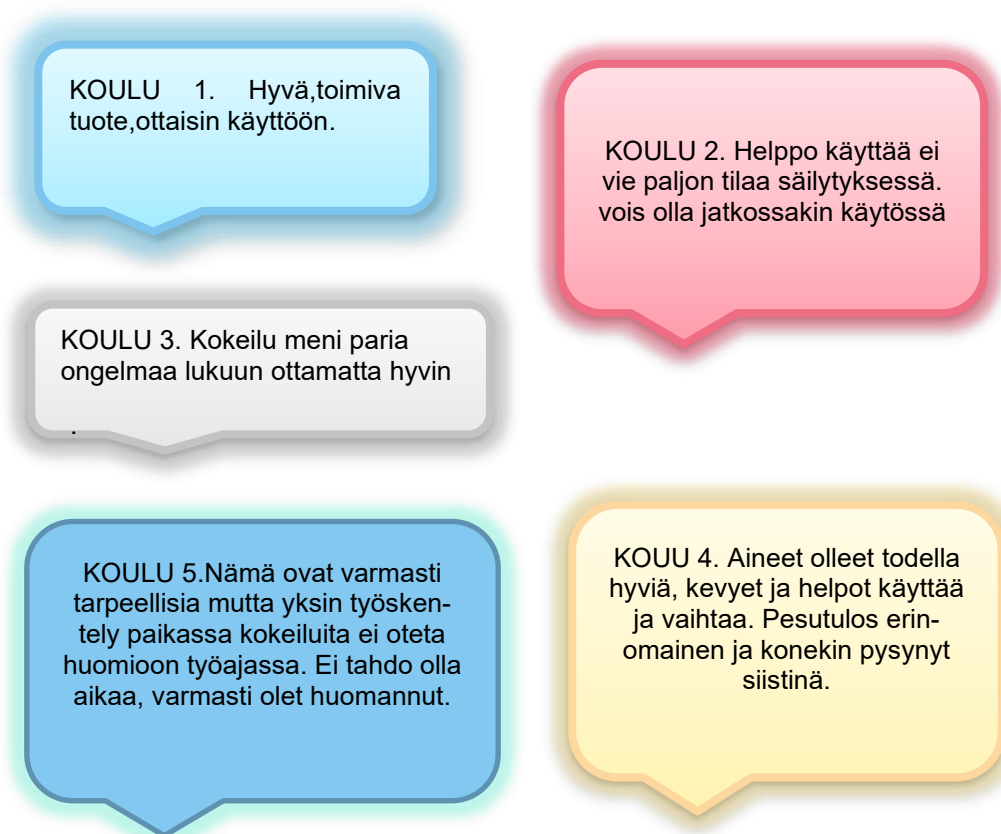 KOULU 1. Hyvä,toimiva
tuote,ottaisin käyttöön.
KOULU 2. Helppo käyttää ei
vie paljon tilaa säilytyksessä.
vois olla jatkossakin käytössä
KOULU 3. Kokeilu meni paria
ongelmaa lukuun ottamatta hyvin
.
KOUU 4. Aineet olleet todella
hyviä, kevyet ja helpot käyttää
ja vaihtaa. Pesutulos erin-
omainen ja konekin pysynyt
siistinä.
KOULU 5.Nämä ovat varmasti
tarpeellisia mutta yksin työsken-
tely paikassa kokeiluita ei oteta
huomioon työajassa. Ei tahdo olla
aikaa, varmasti olet huomannut.